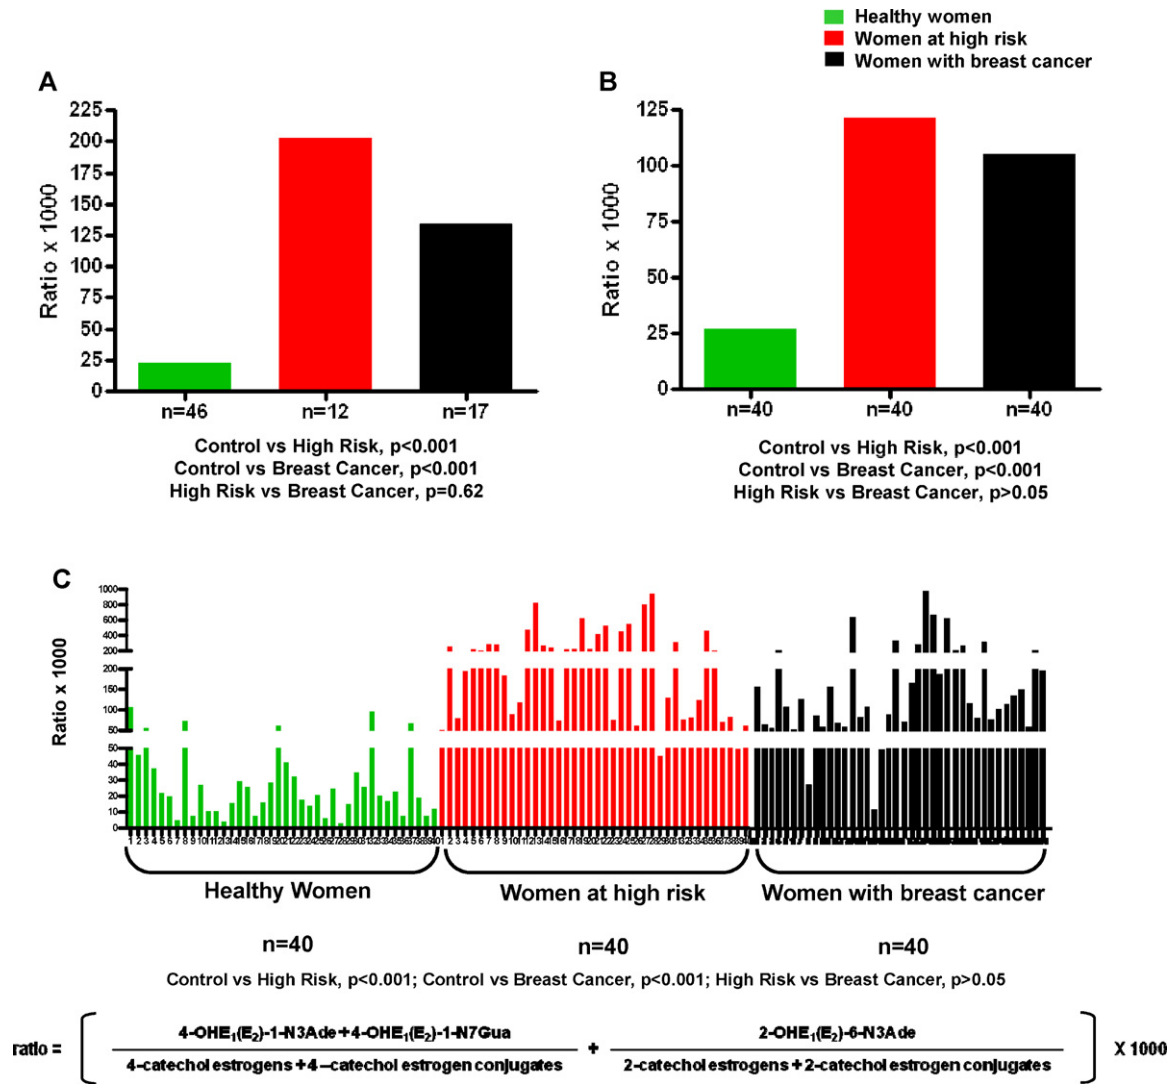 Healthy women
Women at high risk
Women with breast cancer
A
225
200
175
150
125
100
75
50
25
0
Ratio x 1000
n=46 n=12 n=17
Control vs High Risk, p<0.001
Control vs Breast Cancer, p<0.001
High Risk vs Breast Cancer, p=0.62
B
125
100
75
50
25
0
Ratio x 1000
n=40 n=40 n=40
Control vs High Risk, p<0.001
Control vs Breast Cancer, p<0.001
High Risk vs Breast Cancer, p>0.05
C
1000
800
600
400
200
200
150
100
50
50
40
30
20
10
0
Ratio x 1000
Healthy Women Women at high risk Women with breast cancer
n=40 n=40 n=40
Control vs High Risk, p<0.001; Control vs Breast Cancer, p<0.001; High Risk vs Breast Cancer, p>0.05
4-OHE₁(E₂)-1-N3Ade+4-OHE₁(E₂)-1-N7Gua 2-OHE₁(E₂)-6-N3Ade
ratio = + X 1000
4-catechol estrogens +4 –catechol estrogen conjugates 2-catechol estrogens + 2-catechol estrogen conjugates